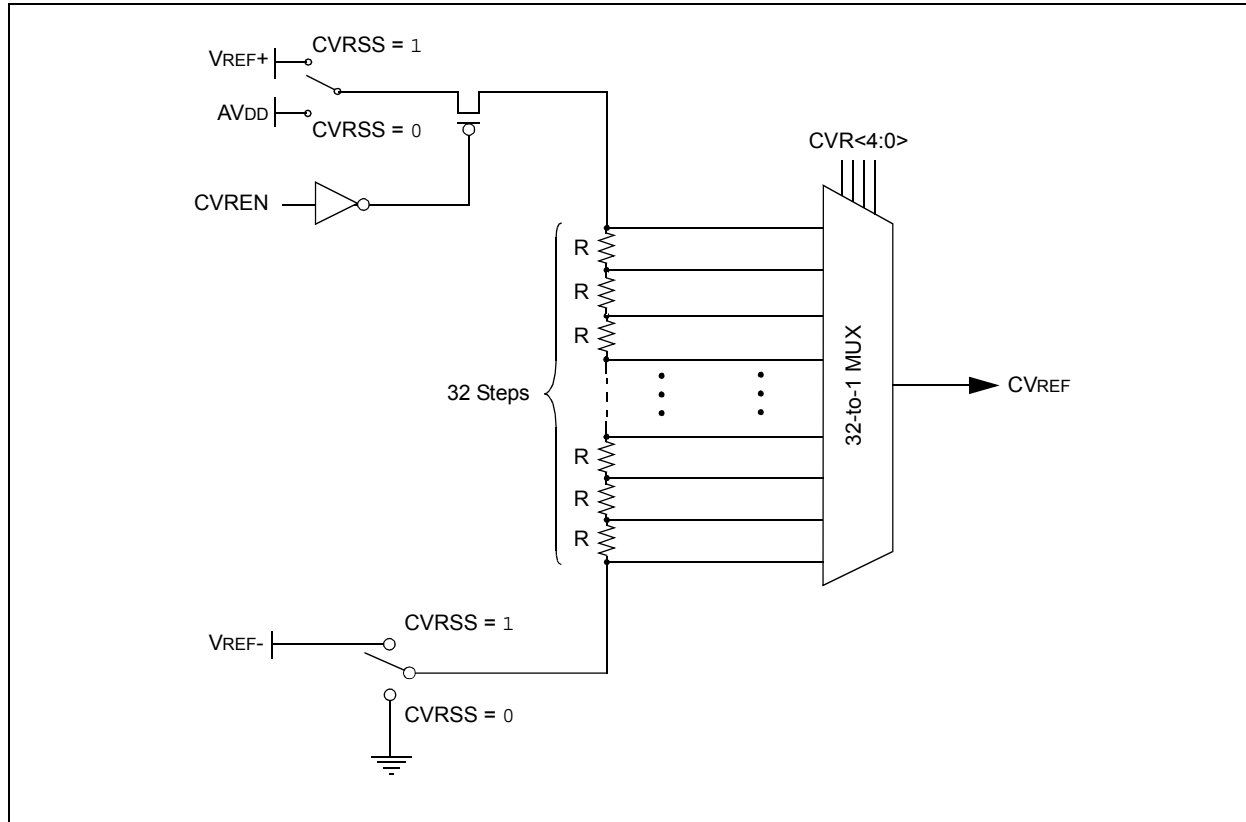 CVRSS = 1
VREF+
AVDD
CVRSS = 0
CVREN
CVR<4:0>
R
R
R
32 Steps
32-to-1 MUX
CVREF
R
R
R
CVRSS = 1
VREF-
CVRSS = 0